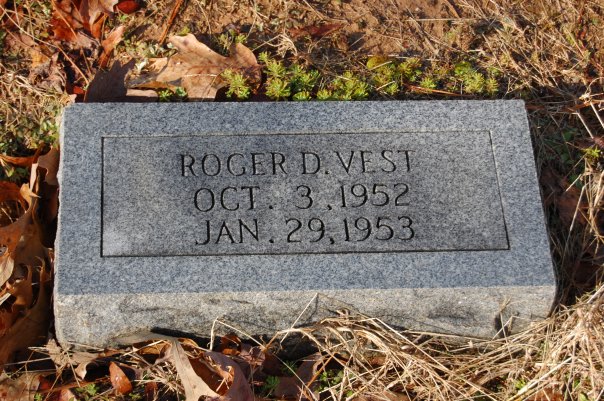 ROGER D. VEST
OCT. 3, 1952
JAN. 29, 1953